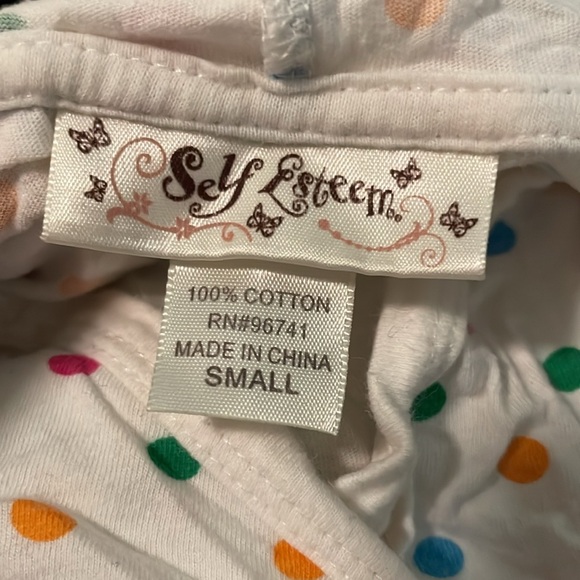 Self Esteem
100% COTTON
RN#96741
MADE IN CHINA
SMALL